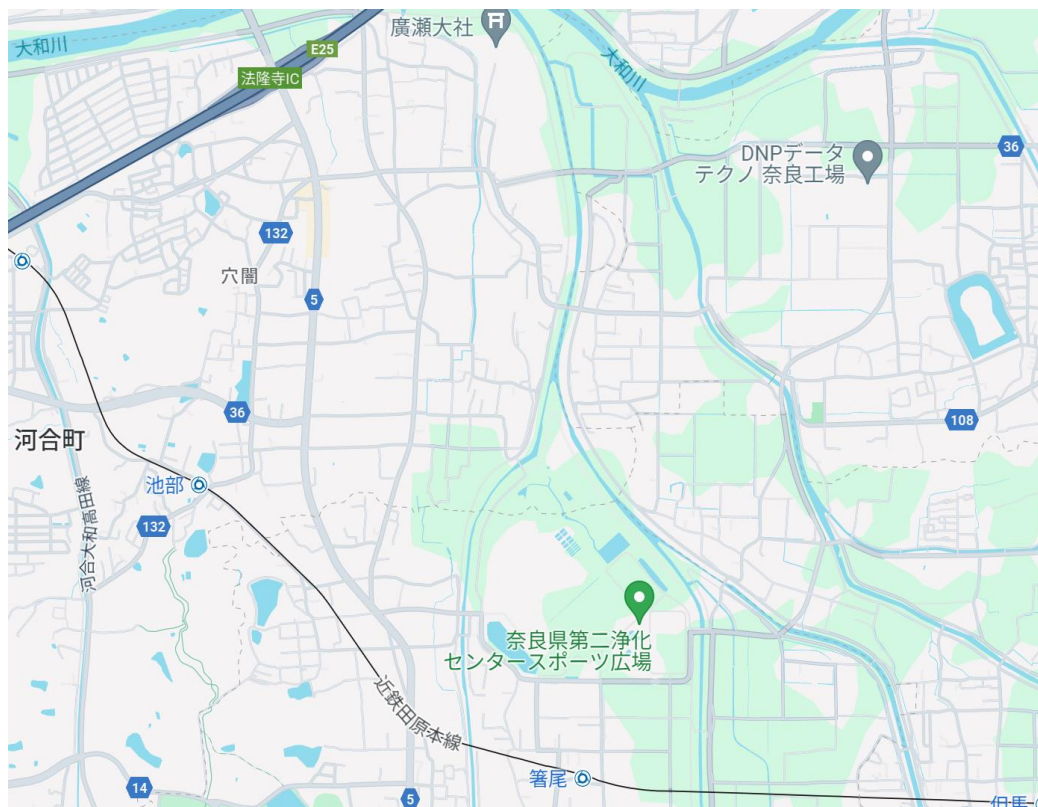 廣瀬大社
大和川
E25
法隆寺IC
大和川
DNPデータ
テクノ 奈良工場
36
132
穴闇
5
36
108
河合町
池部
132
河合大和高田線
奈良県第二浄化
センタースポーツ広場
近鉄田原本線
箸尾
14
5
但馬